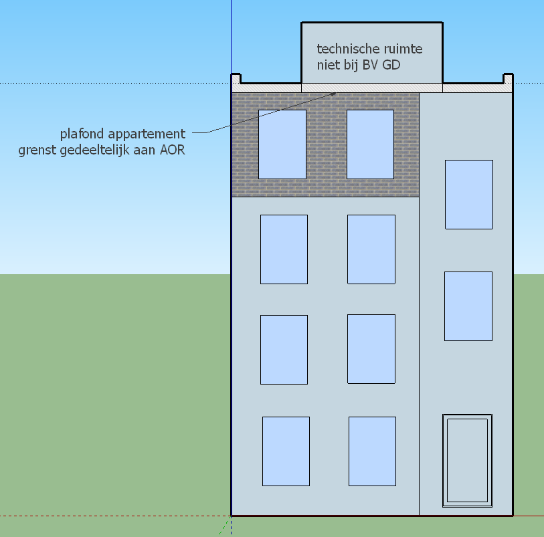 technische ruimte
niet bij BV GD
plafond appartement
grenst gedeeltelijk aan AOR